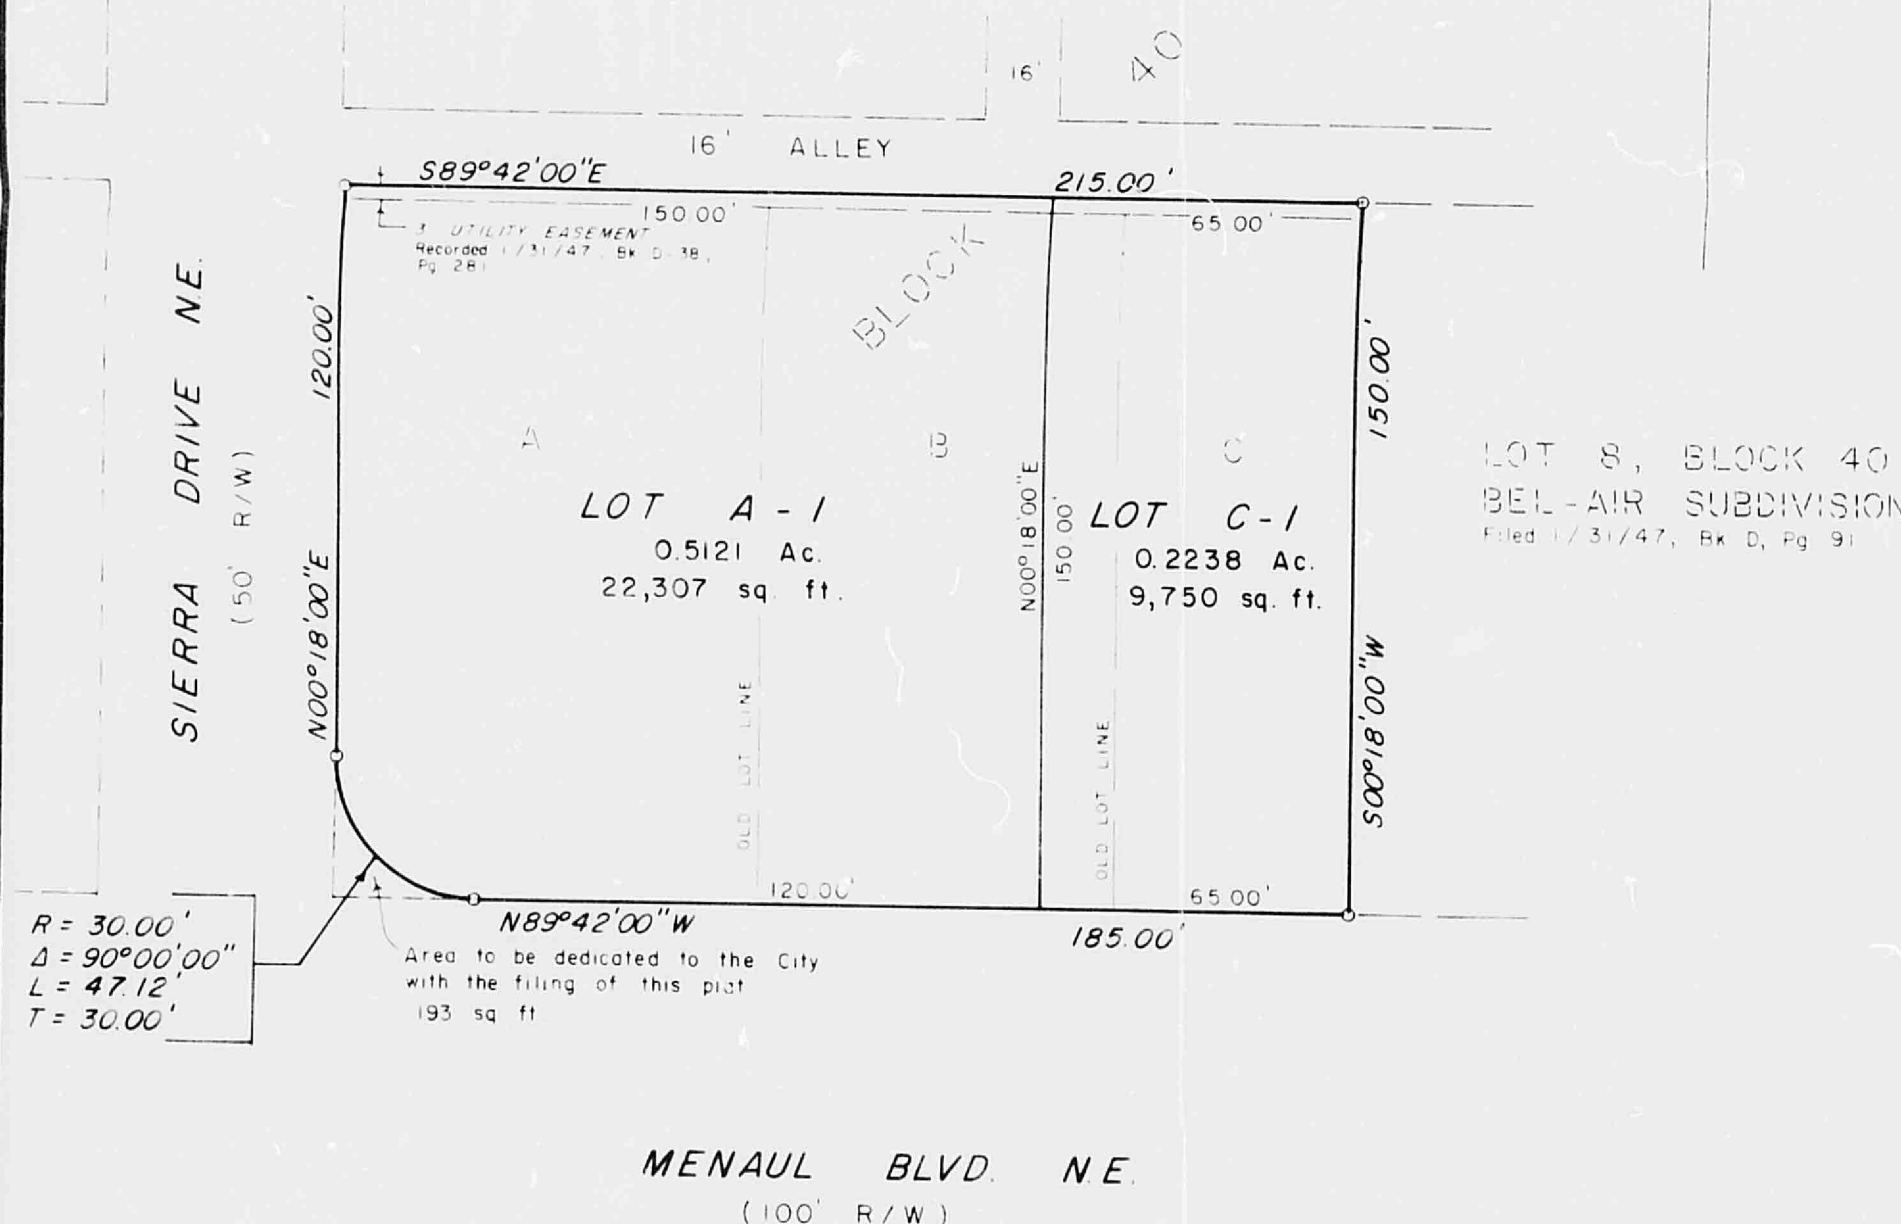 40
16'
16' ALLEY
S89°42'00"E
215.00'
150.00'
65.00'
3' UTILITY EASEMENT
Recorded 1/31/47, Bk D-38,
Pg 281
BLOCK
SIERRA DRIVE N.E.
(50' R/W)
120.00'
N00°18'00"E
A
B
C
LOT A-1
0.5121 Ac.
22,307 sq. ft.
N00°18'00"E
150.00'
LOT C-1
0.2238 Ac.
9,750 sq. ft.
150.00'
S00°18'00"W
LOT 8, BLOCK 40
BEL-AIR SUBDIVISION
Filed 1/31/47, Bk D, Pg 91
OLD LOT LINE
OLD LOT LINE
120.00'
65.00'
N89°42'00"W
185.00'
R = 30.00'
Δ = 90°00'00"
L = 47.12'
T = 30.00'
Area to be dedicated to the City
with the filing of this plat
193 sq ft
MENAUL BLVD. N.E.
(100' R/W)